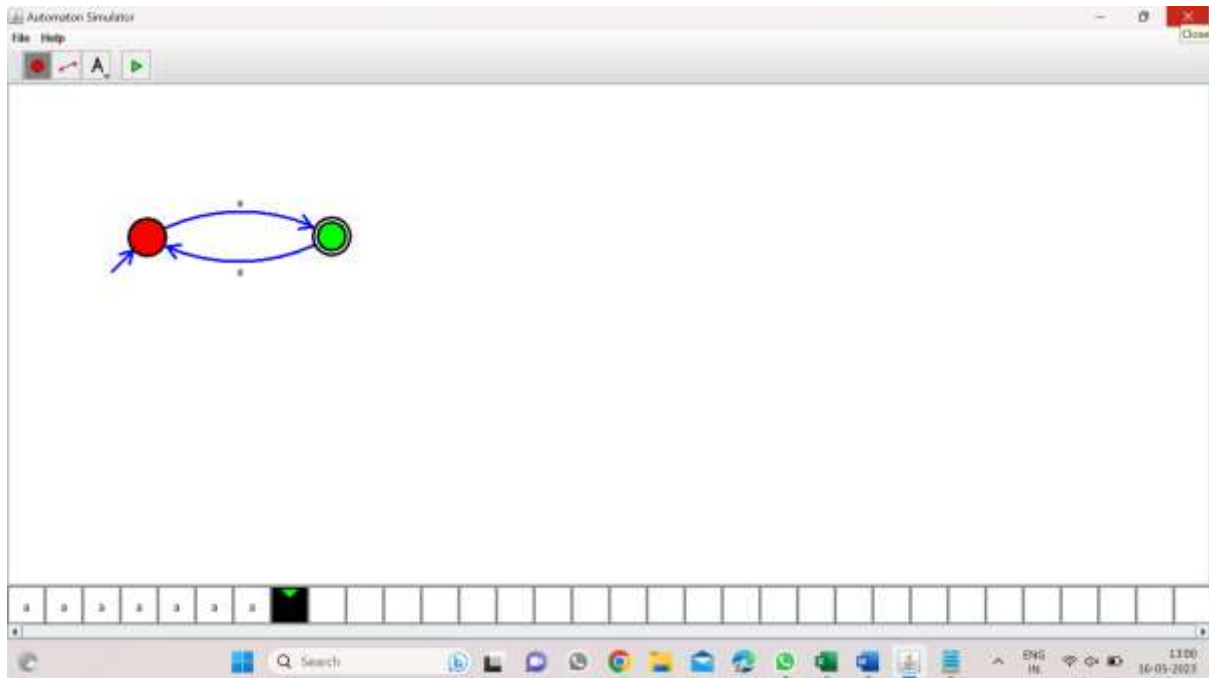 Automaton Simulator
File Help
Close
A
a
a
a a a a a a a
Search
ENG
IN
13:00
16-05-2023